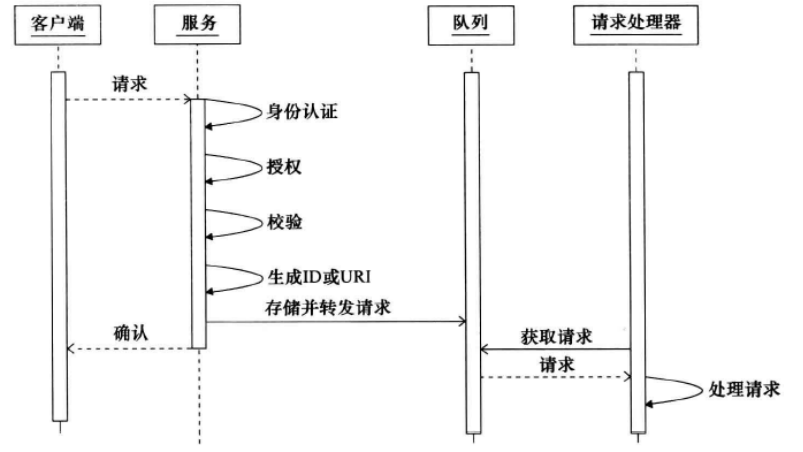 客户端
服务
队列
请求处理器
请求
身份认证
授权
校验
生成ID或URI
存储并转发请求
确认
获取请求
请求
处理请求